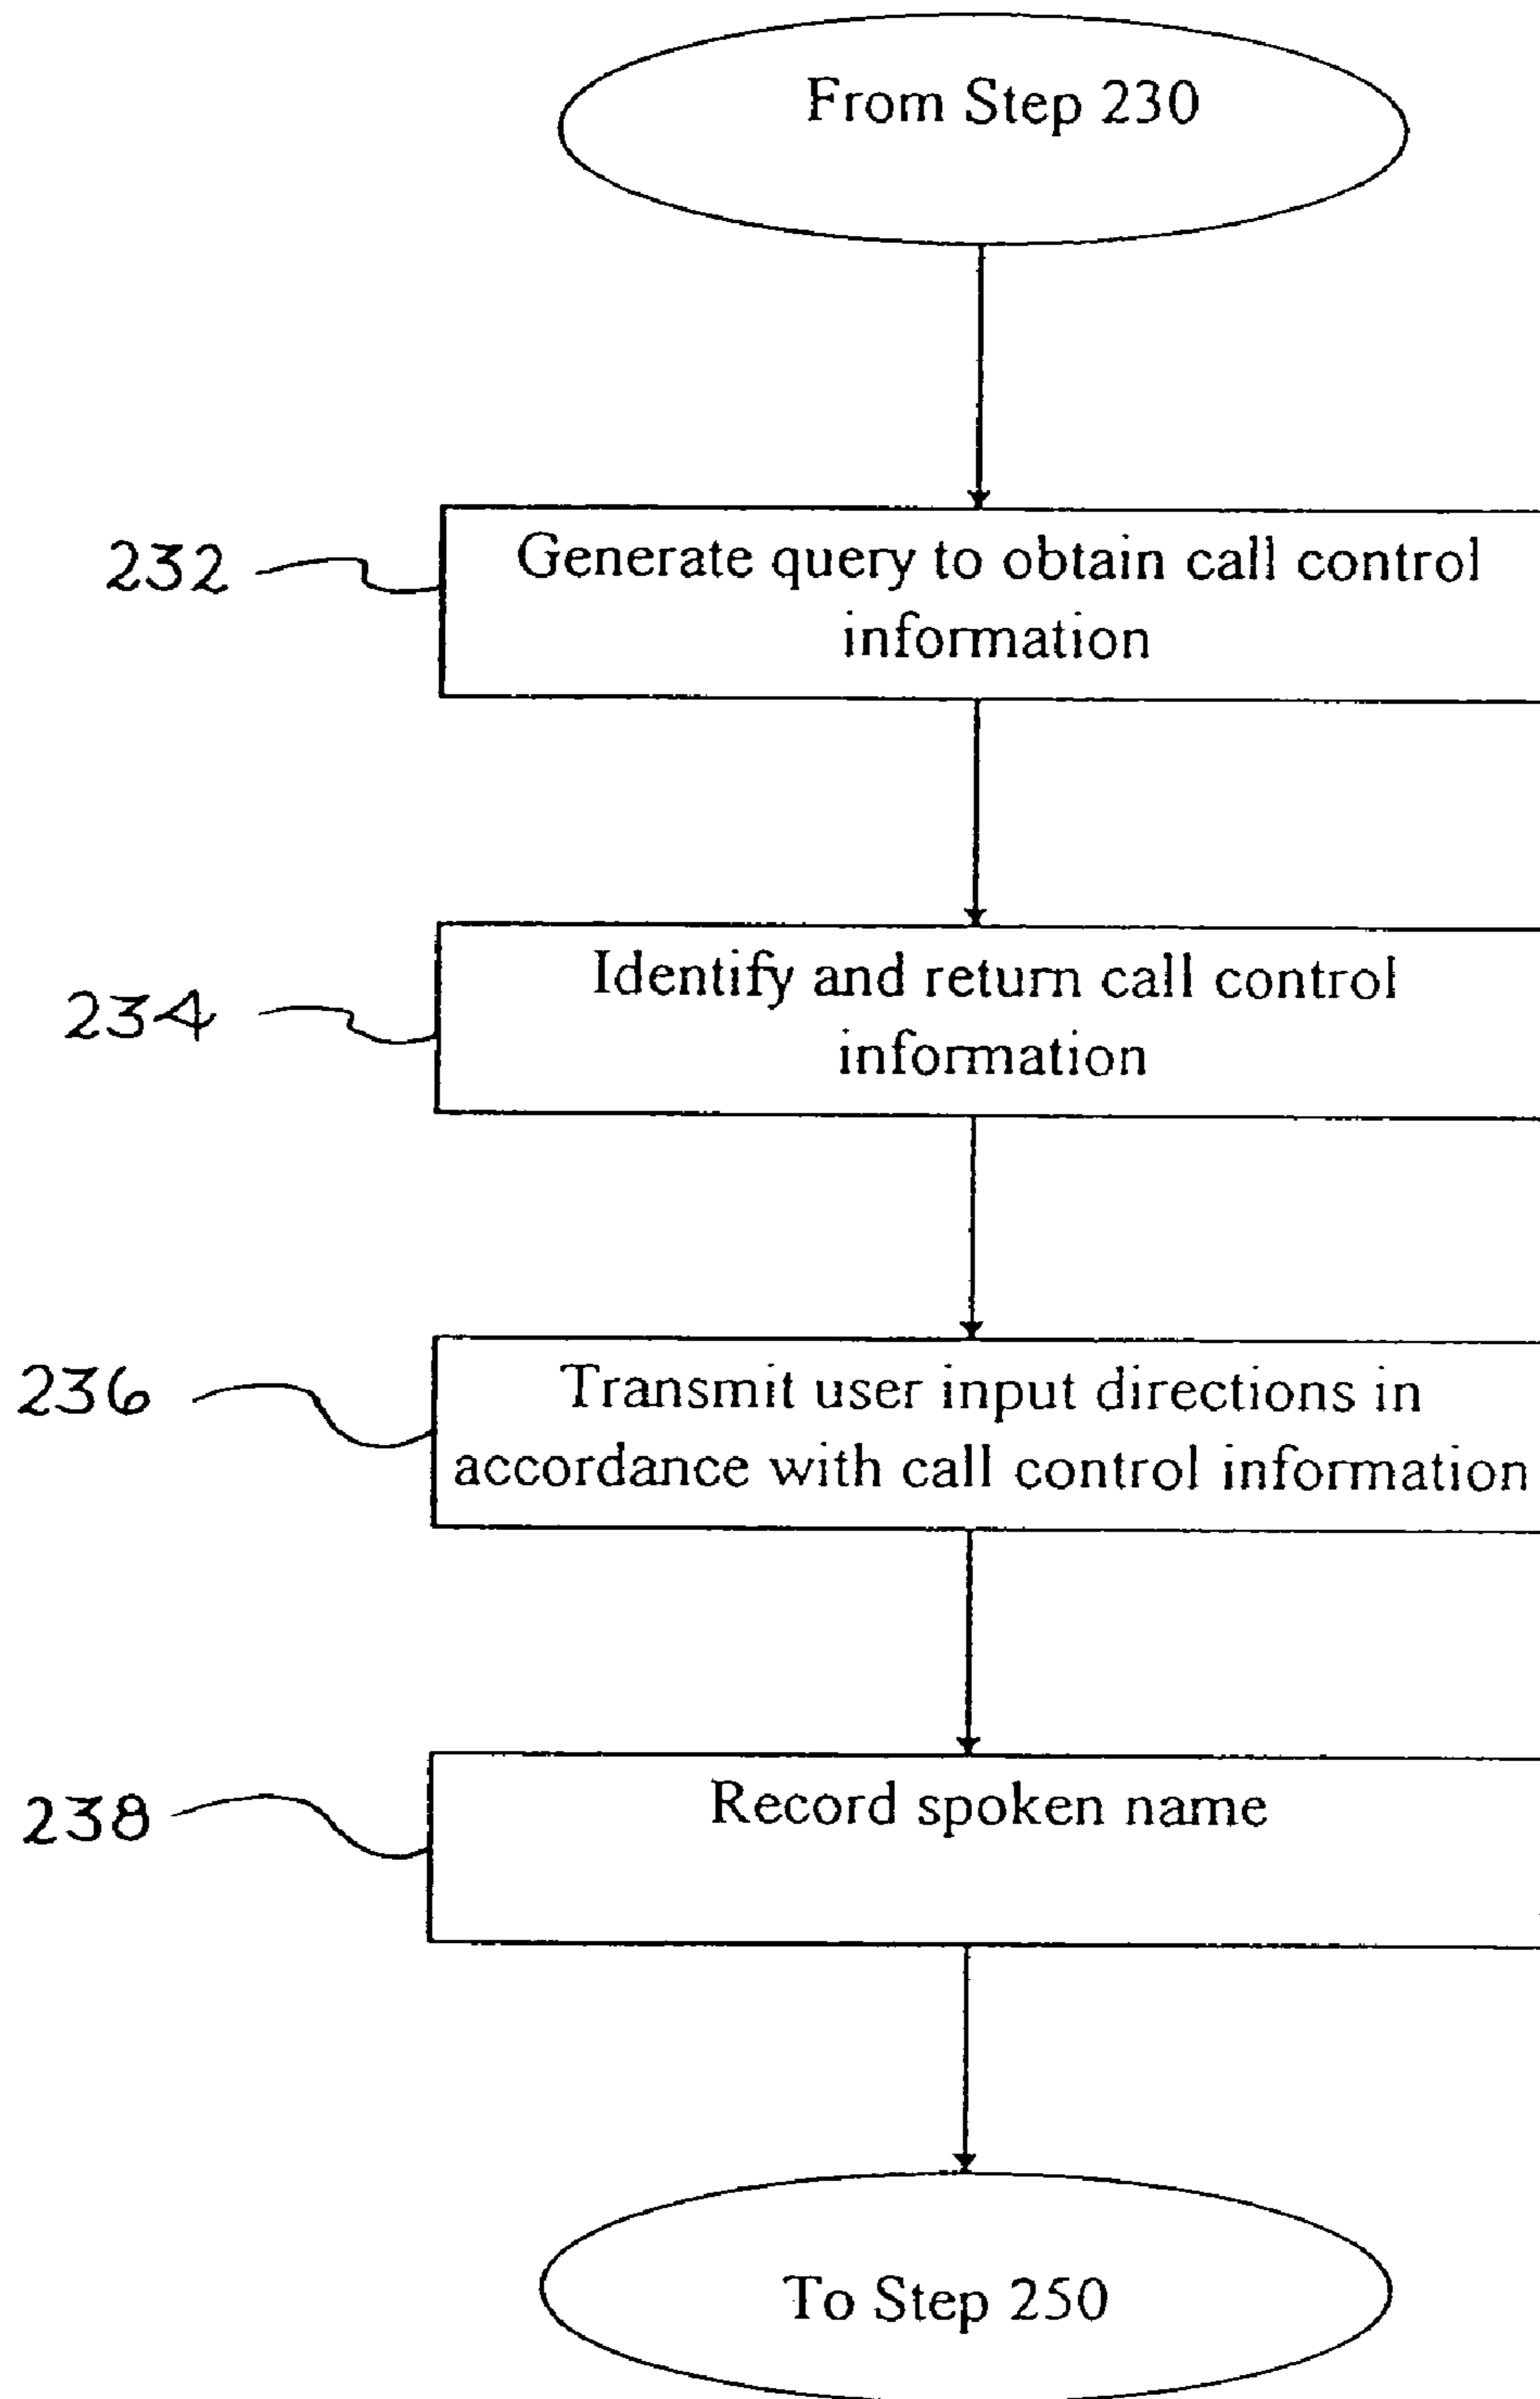 From Step 230
232
Generate query to obtain call control
information
234
Identify and return call control
information
236
Transmit user input directions in
accordance with call control information
238
Record spoken name
To Step 250